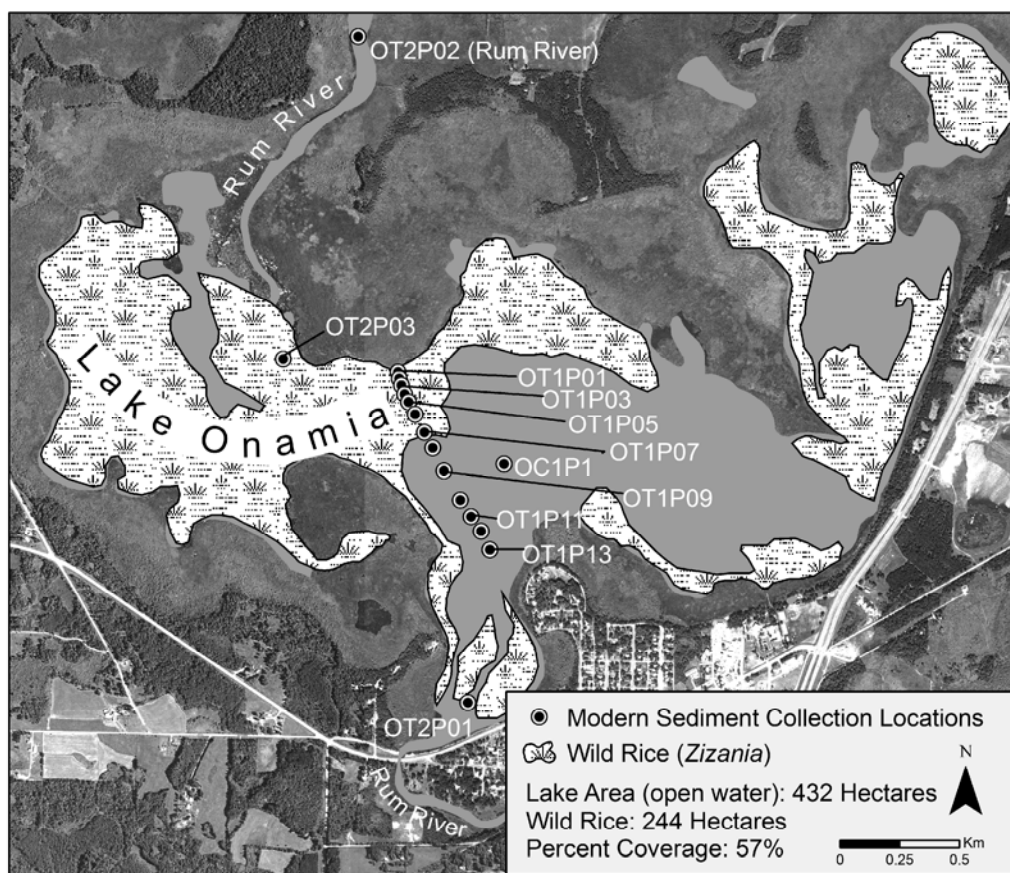 OT2P02 (Rum River)
Rum River
OT2P03
Lake Onamia
OT1P01
OT1P03
OT1P05
OT1P07
OC1P1
OT1P09
OT1P11
OT1P13
OT2P01
Rum River
Modern Sediment Collection Locations
Wild Rice (Zizania)
N
Lake Area (open water): 432 Hectares
Wild Rice: 244 Hectares
Percent Coverage: 57%
Km
0 0.25 0.5